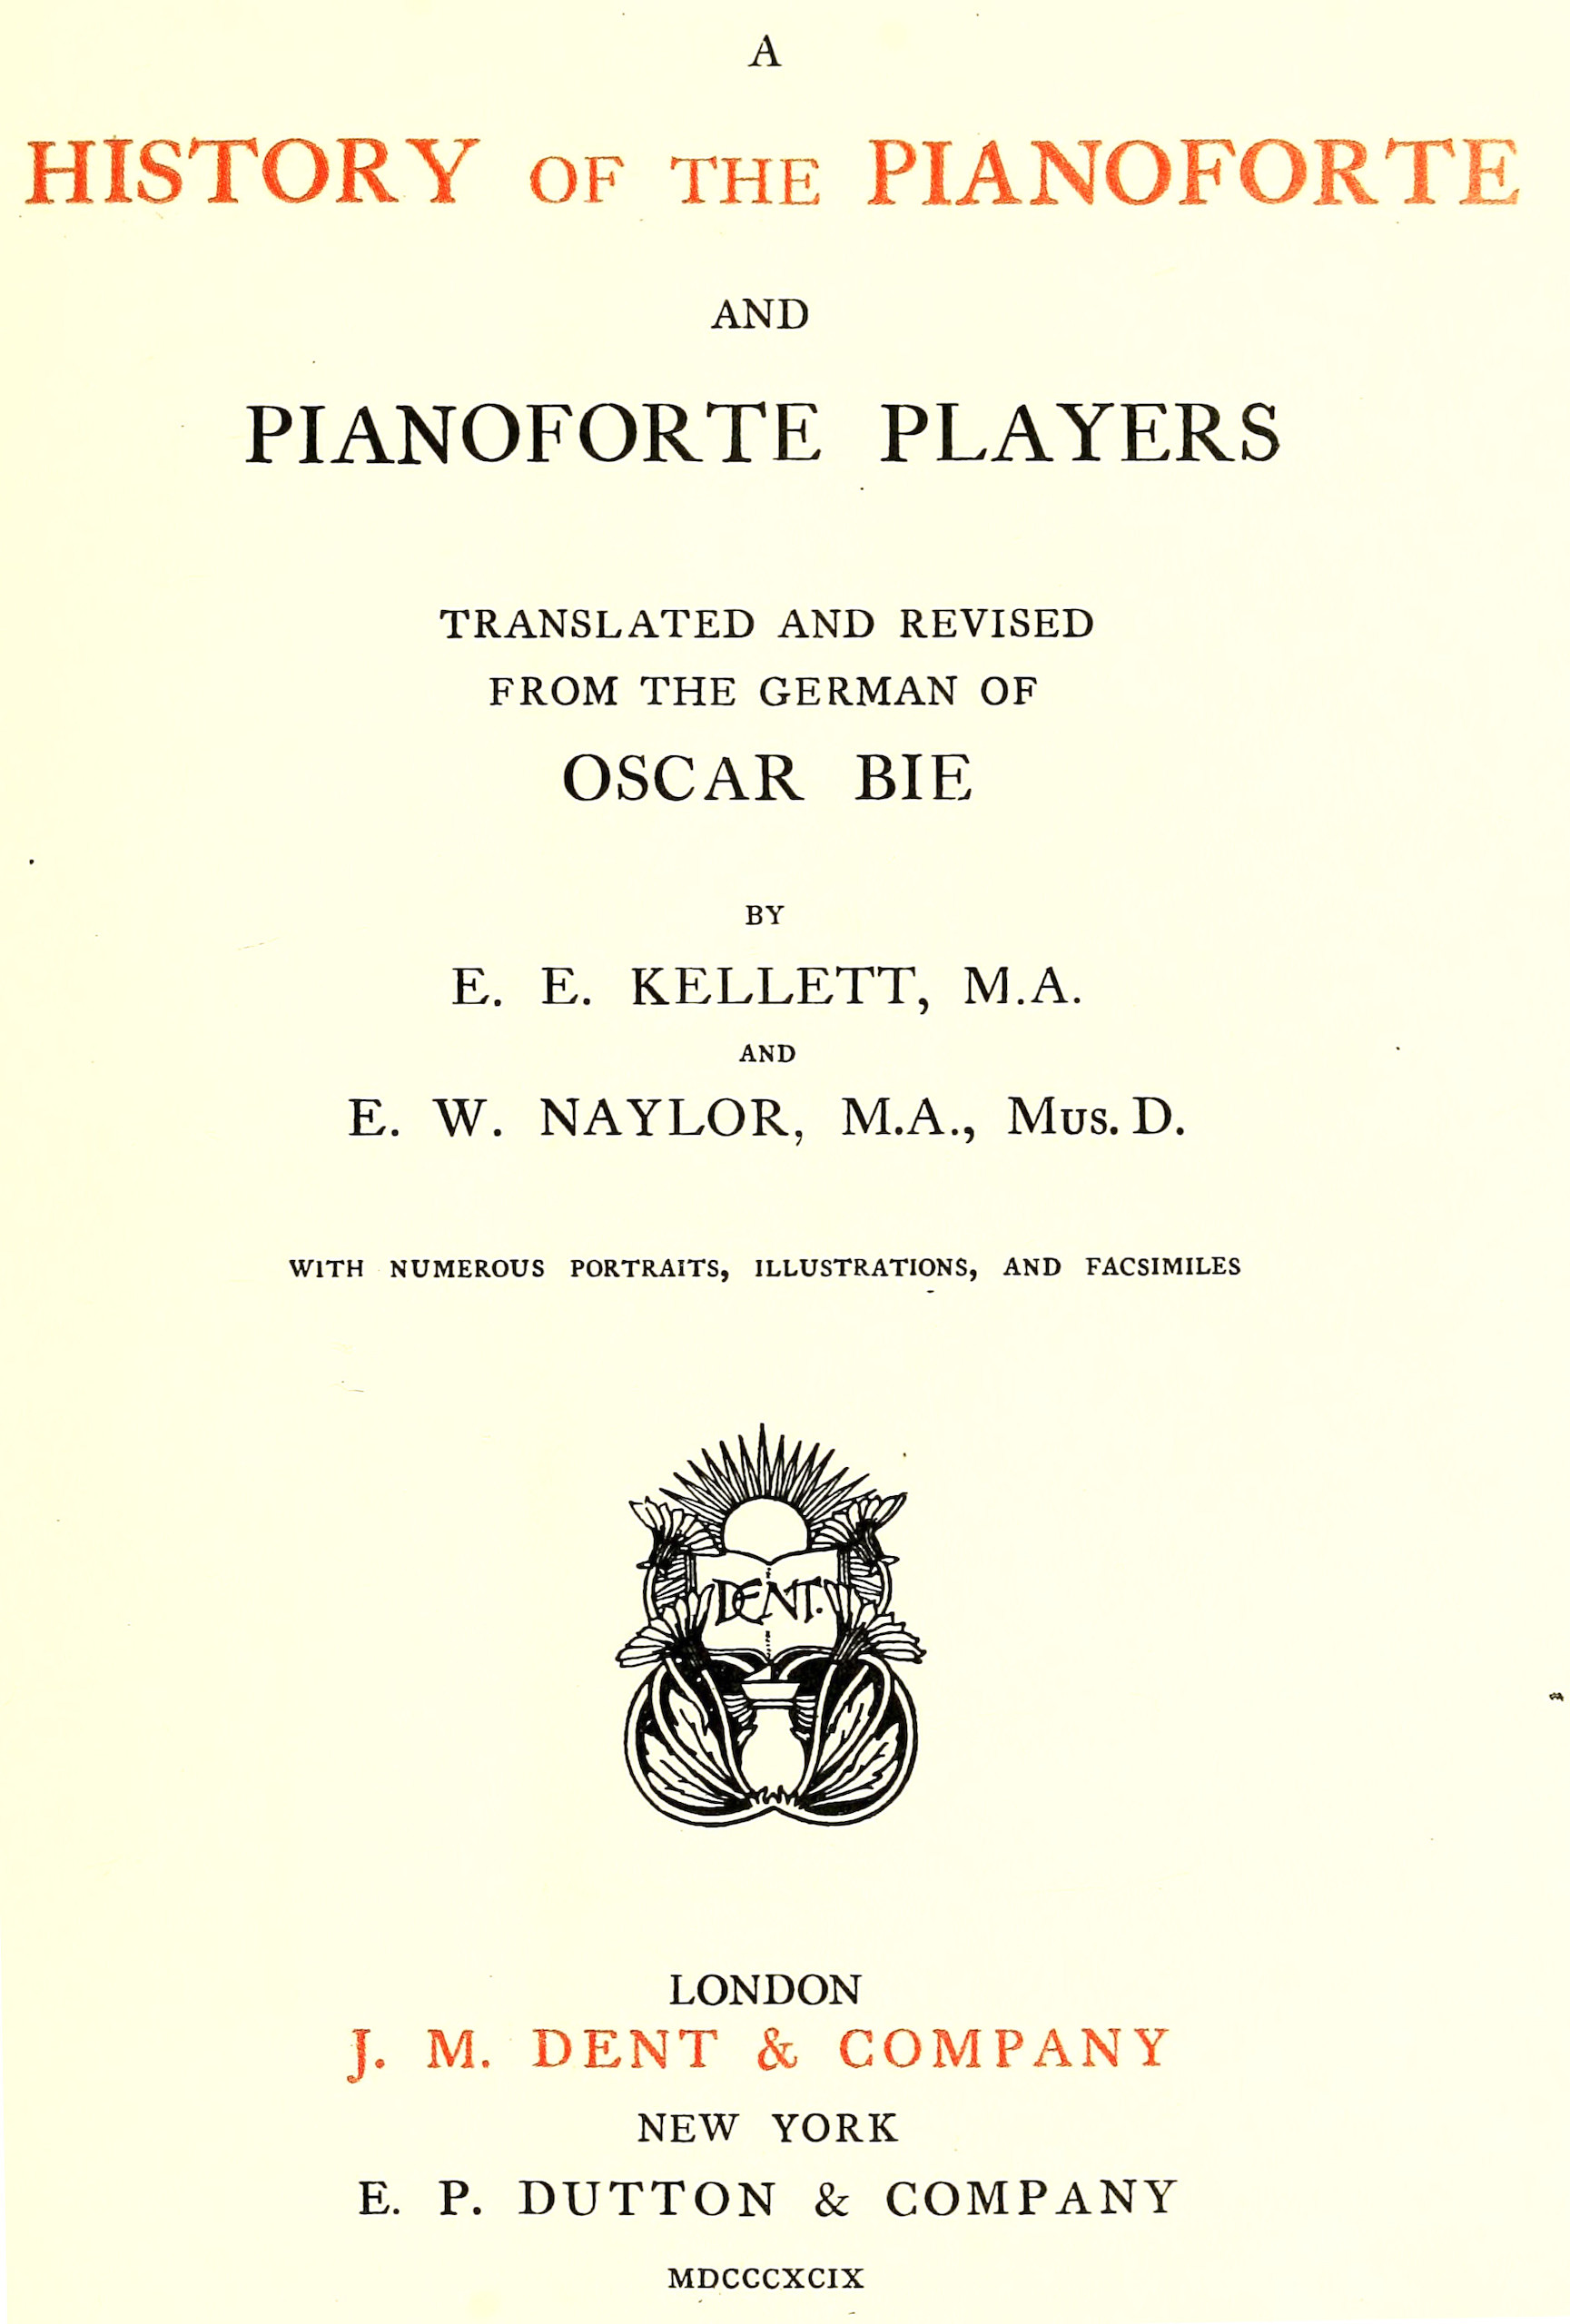 A
HISTORY OF THE PIANOFORTE
AND
PIANOFORTE PLAYERS
TRANSLATED AND REVISED
FROM THE GERMAN OF
OSCAR BIE
BY
E. E. KELLETT, M.A.
AND
E. W. NAYLOR, M.A., Mus. D.
WITH NUMEROUS PORTRAITS, ILLUSTRATIONS, AND FACSIMILES
DENT.
LONDON
J. M. DENT & COMPANY
NEW YORK
E. P. DUTTON & COMPANY
MDCCCXCIX